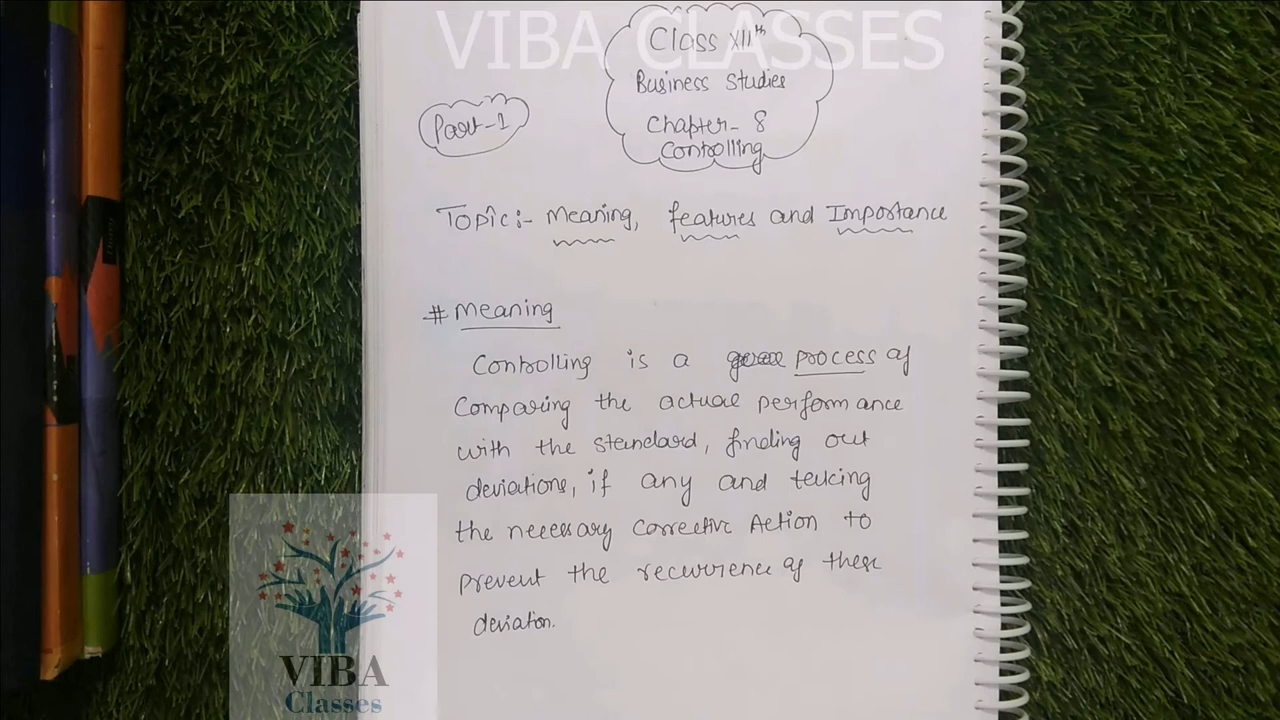 VIBA CLASSES
Class XIIth
Business Studies
Chapter- 8
Controlling
Part-1
Topic:- Meaning, features and Importance
# Meaning
Controlling is a process of
Comparing the actual performance
with the standard, finding out
deviations, if any and taking
the necessary corrective Action to
prevent the recurrence of these
deviation.
VIBA
Classes